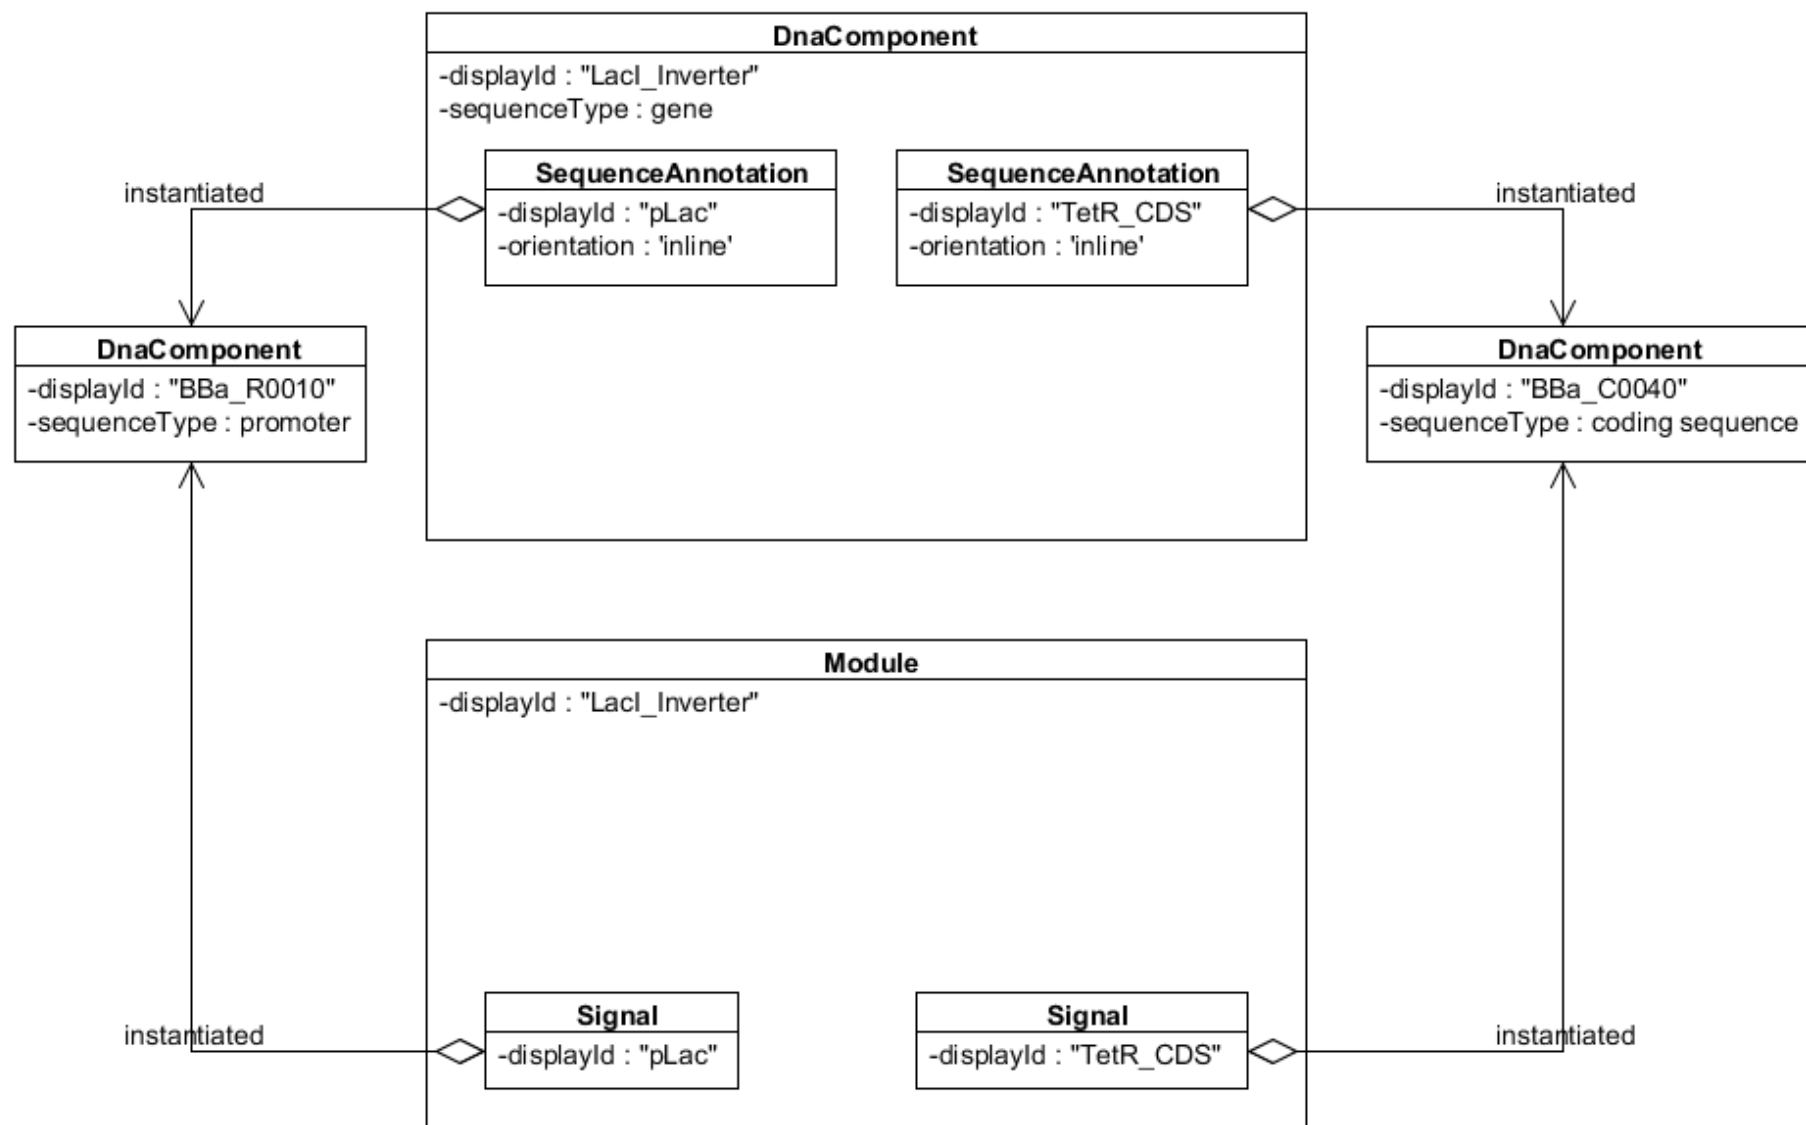 DnaComponent
-displayId : "LacI_Inverter"
-sequenceType : gene
instantiated
SequenceAnnotation
-displayId : "pLac"
-orientation : 'inline'
SequenceAnnotation
-displayId : "TetR_CDS"
-orientation : 'inline'
instantiated
DnaComponent
-displayId : "BBa_R0010"
-sequenceType : promoter
DnaComponent
-displayId : "BBa_C0040"
-sequenceType : coding sequence
Module
-displayId : "LacI_Inverter"
instantiated
Signal
-displayId : "pLac"
Signal
-displayId : "TetR_CDS"
instantiated